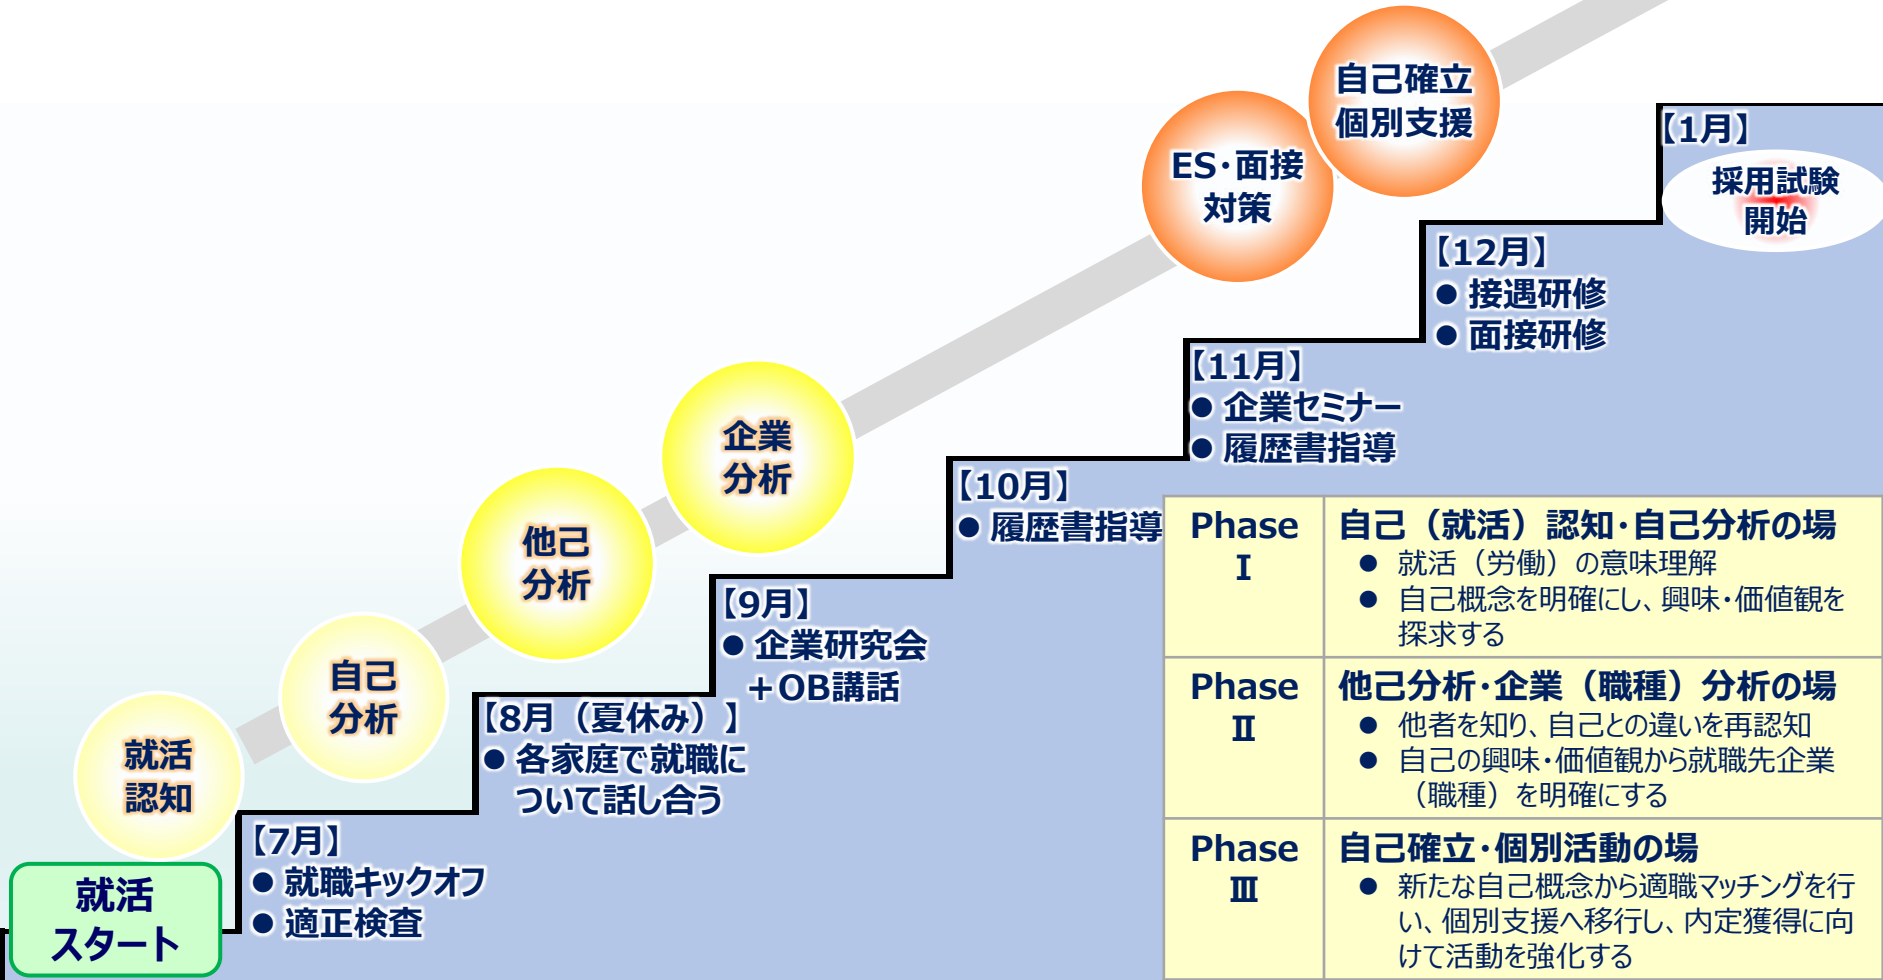 就活
スタート
就活
認知
自己
分析
他己
分析
企業
分析
ES・面接
対策
自己確立
個別支援
【7月】
● 就職キックオフ
● 適正検査
【8月（夏休み）】
● 各家庭で就職に
ついて話し合う
【9月】
● 企業研究会
＋OB講話
【10月】
● 履歴書指導
【11月】
● 企業セミナー
● 履歴書指導
【12月】
● 接遇研修
● 面接研修
【1月】
採用試験
開始
Phase
Ⅰ
自己（就活）認知・自己分析の場
● 就活（労働）の意味理解
● 自己概念を明確にし、興味・価値観を
探求する
Phase
Ⅱ
他己分析・企業（職種）分析の場
● 他者を知り、自己との違いを再認知
● 自己の興味・価値観から就職先企業
（職種）を明確にする
Phase
Ⅲ
自己確立・個別活動の場
● 新たな自己概念から適職マッチングを行
い、個別支援へ移行し、内定獲得に向
けて活動を強化する